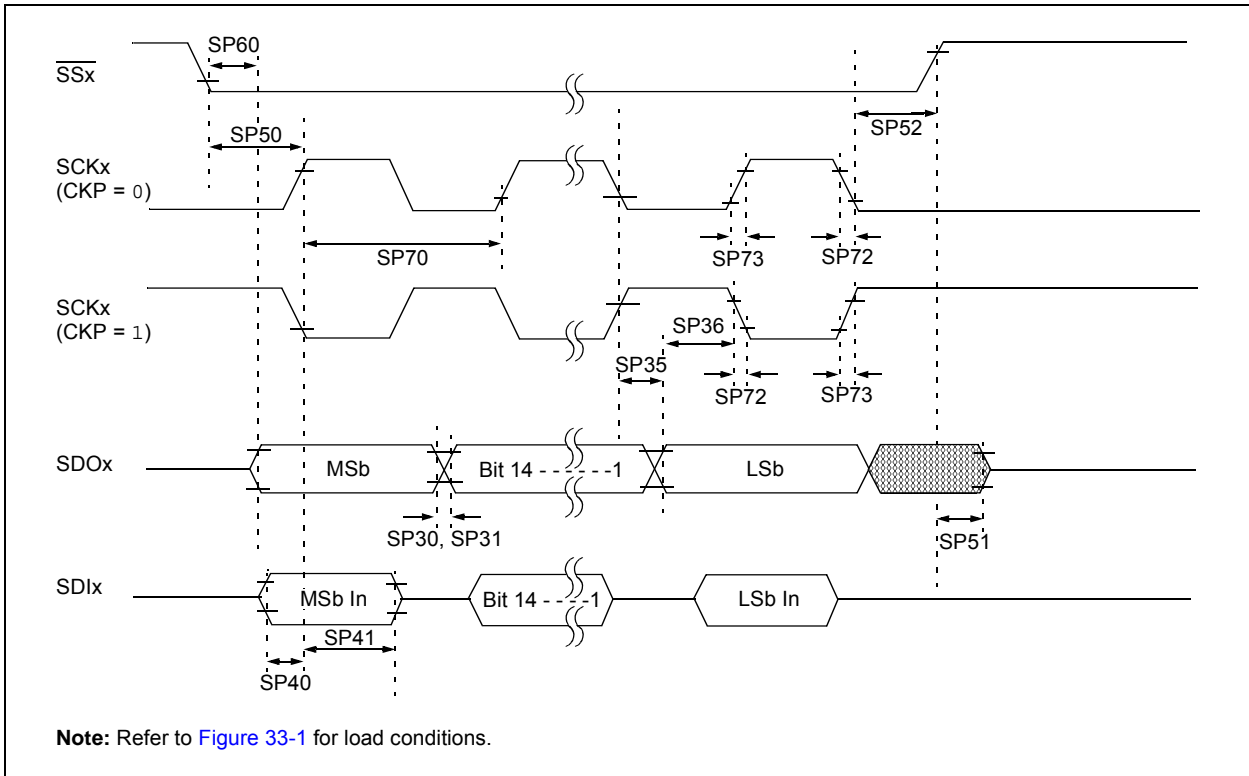 SP60
SSx
SP50
SP52
SCKx
(CKP = 0)
SP70
SP73
SP72
SCKx
(CKP = 1)
SP36
SP35
SP72
SP73
SDOx
MSb
Bit 14 - - - - - - -1
LSb
SP30, SP31
SP51
SDIx
MSb In
Bit 14 - - - - -1
LSb In
SP41
SP40
Note: Refer to Figure 33-1 for load conditions.